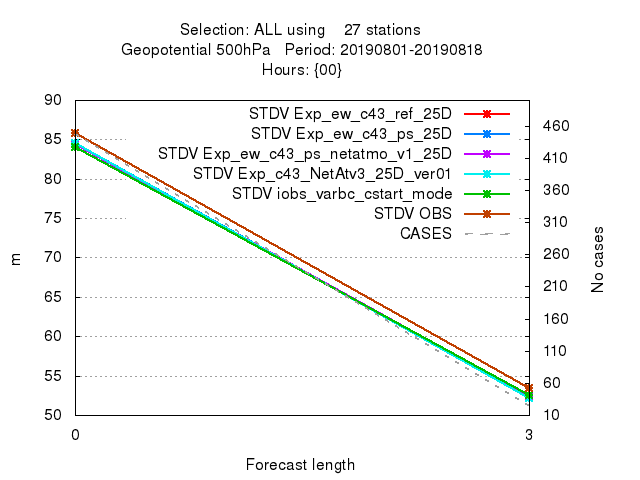 Selection: ALL using    27 stations
Geopotential 500hPa   Period: 20190801-20190818
Hours: {00}
90
85
80
75
70
65
60
55
50
m
STDV Exp_ew_c43_ref_25D
STDV Exp_ew_c43_ps_25D
STDV Exp_ew_c43_ps_netatmo_v1_25D
STDV Exp_c43_NetAtv3_25D_ver01
STDV iobs_varbc_cstart_mode
STDV OBS
CASES
460
410
360
310
260
210
160
110
60
10
No cases
0 3
Forecast length